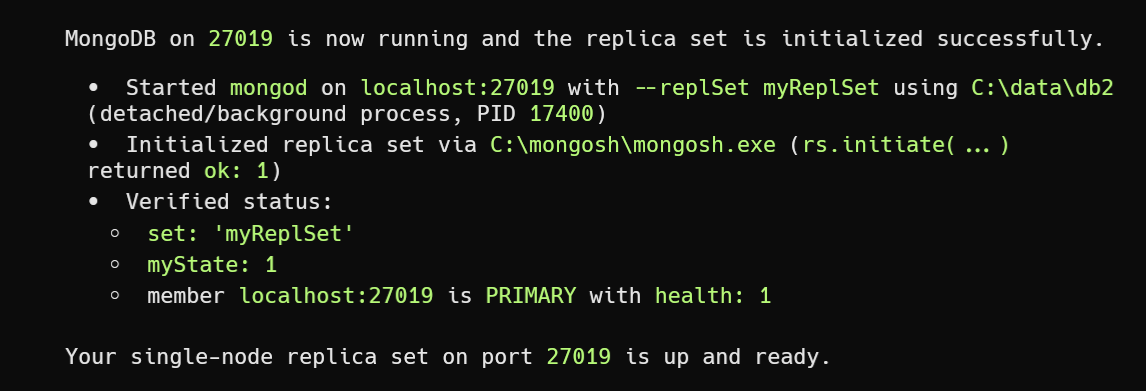 MongoDB on 27019 is now running and the replica set is initialized successfully.
• Started mongod on localhost:27019 with --replSet myReplSet using C:\data\db2
(detached/background process, PID 17400)
• Initialized replica set via C:\mongosh\mongosh.exe (rs.initiate(...)
returned ok: 1)
• Verified status:
○ set: 'myReplSet'
○ myState: 1
○ member localhost:27019 is PRIMARY with health: 1
Your single-node replica set on port 27019 is up and ready.